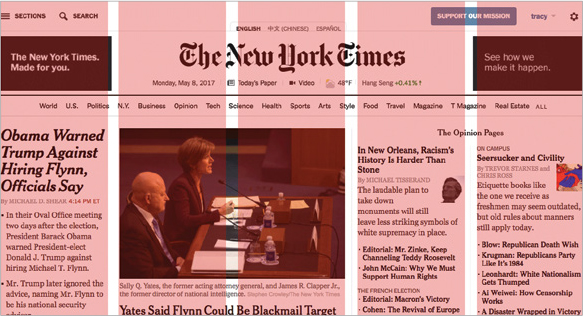 SECTIONS SEARCH SUPPORT OUR MISSION tracy
ENGLISH 中文 (CHINESE) ESPAÑOL
The New York Times.
Made for you.
The New York Times
See how we
make it happen.
Monday, May 8, 2017 Today's Paper Video 48°F Hang Seng +0.41% ↑
World U.S. Politics N.Y. Business Opinion Tech Science Health Sports Arts Style Food Travel Magazine T Magazine Real Estate ALL
Obama Warned
Trump Against
Hiring Flynn,
Officials Say
By MICHAEL D. SHEAR 4:14 PM ET
• In their Oval Office meeting
two days after the election,
President Barack Obama
warned President-elect
Donald J. Trump against
hiring Michael T. Flynn.
• Mr. Trump later ignored the
advice, naming Mr. Flynn to
be his national security
adviser.
Sally Q. Yates, the former acting attorney general, and James R. Clapper Jr.,
the former director of national intelligence. Stephen Crowley/The New York Times
Yates Said Flynn Could Be Blackmail Target
The Opinion Pages
In New Orleans, Racism's
History Is Harder Than
Stone
By MICHAEL TISSERAND
The laudable plan to
take down
monuments will still
leave less striking symbols of
white supremacy in place.
• Editorial: Mr. Zinke, Keep
Channeling Teddy Roosevelt
• John McCain: Why We Must
Support Human Rights
THE FRENCH ELECTION
• Editorial: Macron's Victory
• Cohen: The Revival of Europe
ON CAMPUS
Seersucker and Civility
By TREVOR STARNES and
CHRIS ROSS
Etiquette books like
the one we receive as
freshmen may seem outdated,
but old rules about manners
still apply today.
• Blow: Republican Death Wish
• Krugman: Republicans Party
Like It's 1984
• Leonhardt: White Nationalism
Gets Thumped
• Ai Weiwei: How Censorship
Works
• A Disaster Wrapped in Victory